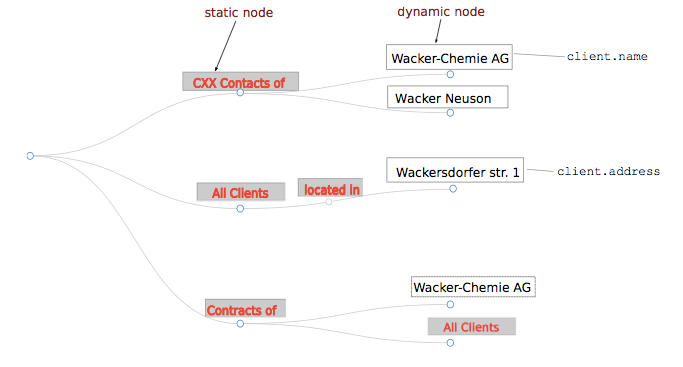 static node
dynamic node
Wacker-Chemie AG
client.name
CXX Contacts of
Wacker Neuson
Wackersdorfer str. 1
client.address
All Clients
located in
Wacker-Chemie AG
Contracts of
All Clients